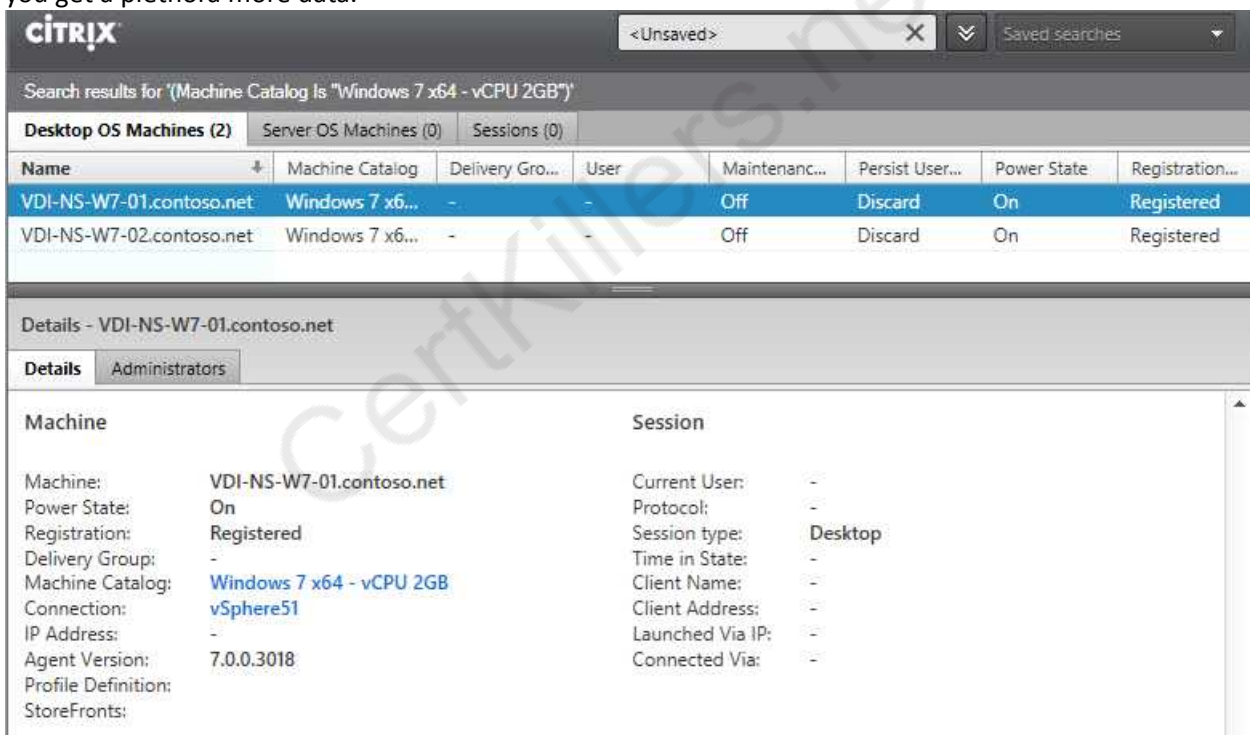 you get a plethora more data.
CİTRIX <Unsaved> Saved searches
Search results for '(Machine Catalog Is "Windows 7 x64 - vCPU 2GB")'
Desktop OS Machines (2) Server OS Machines (0) Sessions (0)
Name Machine Catalog Delivery Gro... User Maintenanc... Persist User... Power State Registration...
VDI-NS-W7-01.contoso.net Windows 7 x6... - - Off Discard On Registered
VDI-NS-W7-02.contoso.net Windows 7 x6... - - Off Discard On Registered
Details - VDI-NS-W7-01.contoso.net
Details Administrators
Machine Session
Machine: VDI-NS-W7-01.contoso.net Current User: -
Power State: On Protocol: -
Registration: Registered Session type: Desktop
Delivery Group: - Time in State: -
Machine Catalog: Windows 7 x64 - vCPU 2GB Client Name: -
Connection: vSphere51 Client Address: -
IP Address: - Launched Via IP: -
Agent Version: 7.0.0.3018 Connected Via: -
Profile Definition:
StoreFronts:
CertKillers.ne